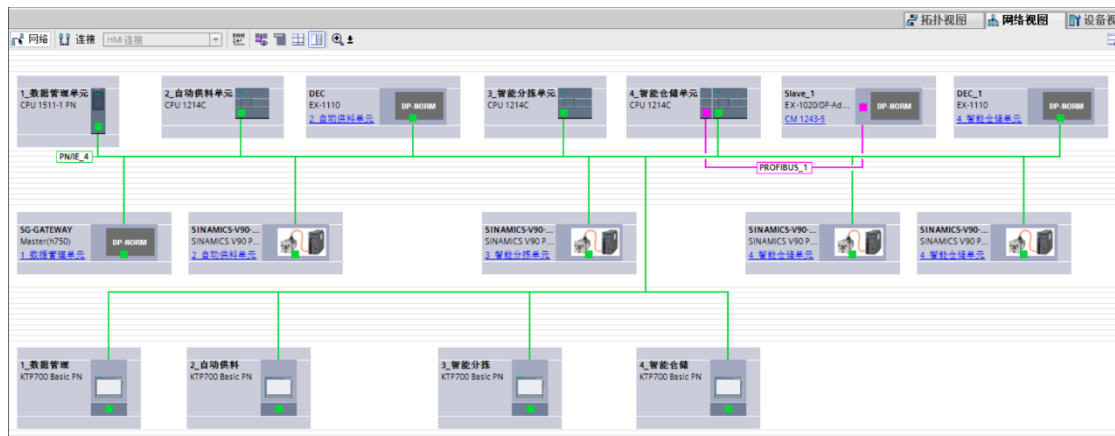 拓扑视图 网络视图 设备视
网络 连接 HMI 连接
1_数据管理单元
CPU 1511-1 PN
2_自动供料单元
CPU 1214C
DEC
EX-1110
2_自动供料单元
DP-NORM
3_智能分拣单元
CPU 1214C
4_智能仓储单元
CPU 1214C
Slave_1
EX-1020/DP-Ad...
CM 1243-5
DP-NORM
DEC_1
EX-1110
4_智能仓储单元
DP-NORM
PN/IE_4
PROFIBUS_1
5G-GATEWAY
Master(h750)
1_数据管理单元
DP-NORM
SINAMICS-V90-...
SINAMICS V90 P...
2_自动供料单元
SINAMICS-V90-...
SINAMICS V90 P...
3_智能分拣单元
SINAMICS-V90-...
SINAMICS V90 P...
4_智能仓储单元
SINAMICS-V90-...
SINAMICS V90 P...
4_智能仓储单元
1_数据管理
KTP700 Basic PN
2_自动供料
KTP700 Basic PN
3_智能分拣
KTP700 Basic PN
4_智能仓储
KTP700 Basic PN